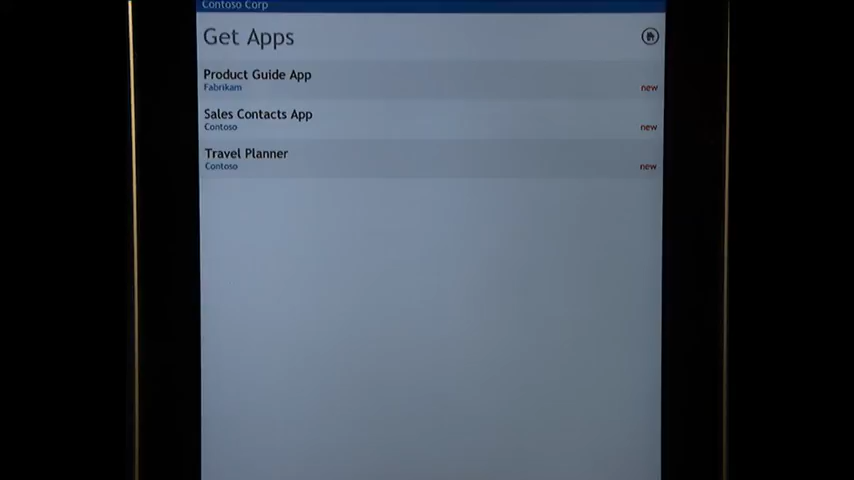 Contoso Corp
Get Apps
Product Guide App
Fabrikam
new
Sales Contacts App
Contoso
new
Travel Planner
Contoso
new